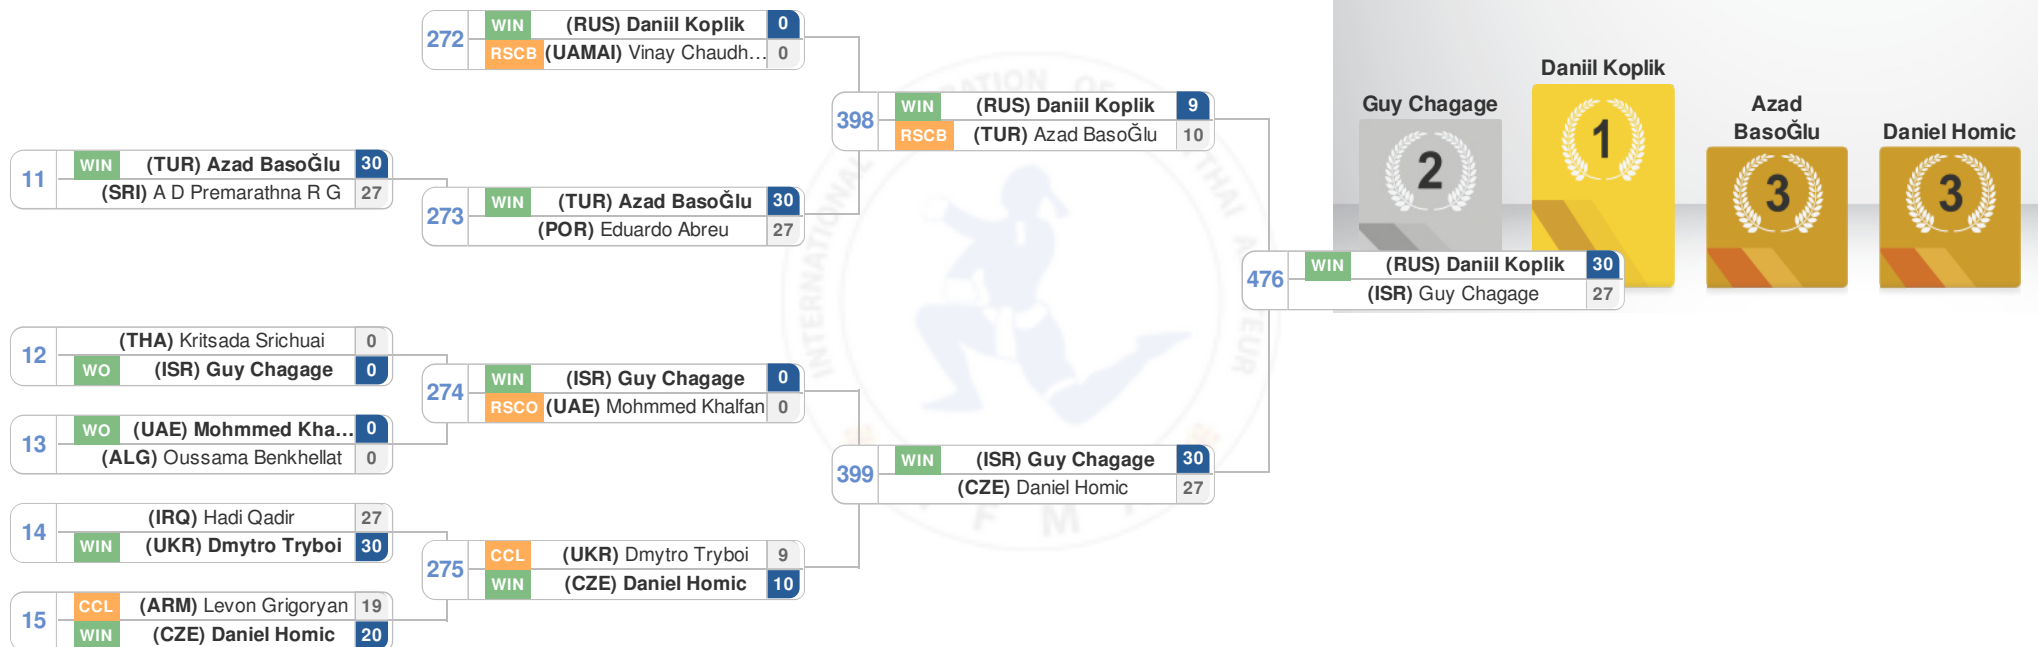 272
WIN (RUS) Daniil Koplik 0
RSCB (UAMAI) Vinay Chaudh... 0
11
WIN (TUR) Azad BasoĞlu 30
(SRI) A D Premarathna R G 27
273
WIN (TUR) Azad BasoĞlu 30
(POR) Eduardo Abreu 27
12
(THA) Kritsada Srichuai 0
WO (ISR) Guy Chagage 0
13
WO (UAE) Mohmmed Kha... 0
(ALG) Oussama Benkhellat 0
274
WIN (ISR) Guy Chagage 0
RSCO (UAE) Mohmmed Khalfan 0
14
(IRQ) Hadi Qadir 27
WIN (UKR) Dmytro Tryboi 30
15
CCL (ARM) Levon Grigoryan 19
WIN (CZE) Daniel Homic 20
275
CCL (UKR) Dmytro Tryboi 9
WIN (CZE) Daniel Homic 10
398
WIN (RUS) Daniil Koplik 9
RSCB (TUR) Azad BasoĞlu 10
399
WIN (ISR) Guy Chagage 30
(CZE) Daniel Homic 27
476
WIN (RUS) Daniil Koplik 30
(ISR) Guy Chagage 27
Guy Chagage
2
Daniil Koplik
1
Azad
BasoĞlu
3
Daniel Homic
3
INTERNATIONAL